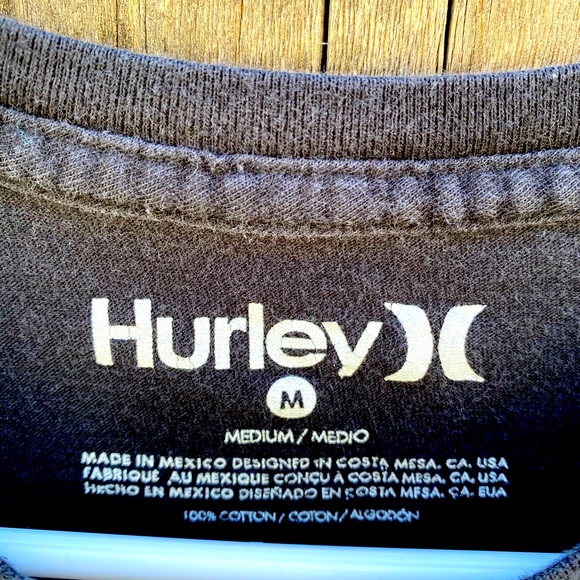 Hurley
M
MEDIUM / MEDIO
MADE IN MEXICO DESIGNED IN COSTA MESA, CA, USA
FABRIQUE AU MEXIQUE CONÇU À COSTA MESA, CA, USA
HECHO EN MEXICO DISEÑADO EN COSTA MESA, CA, EUA
100% COTTON / COTON / ALGODÓN